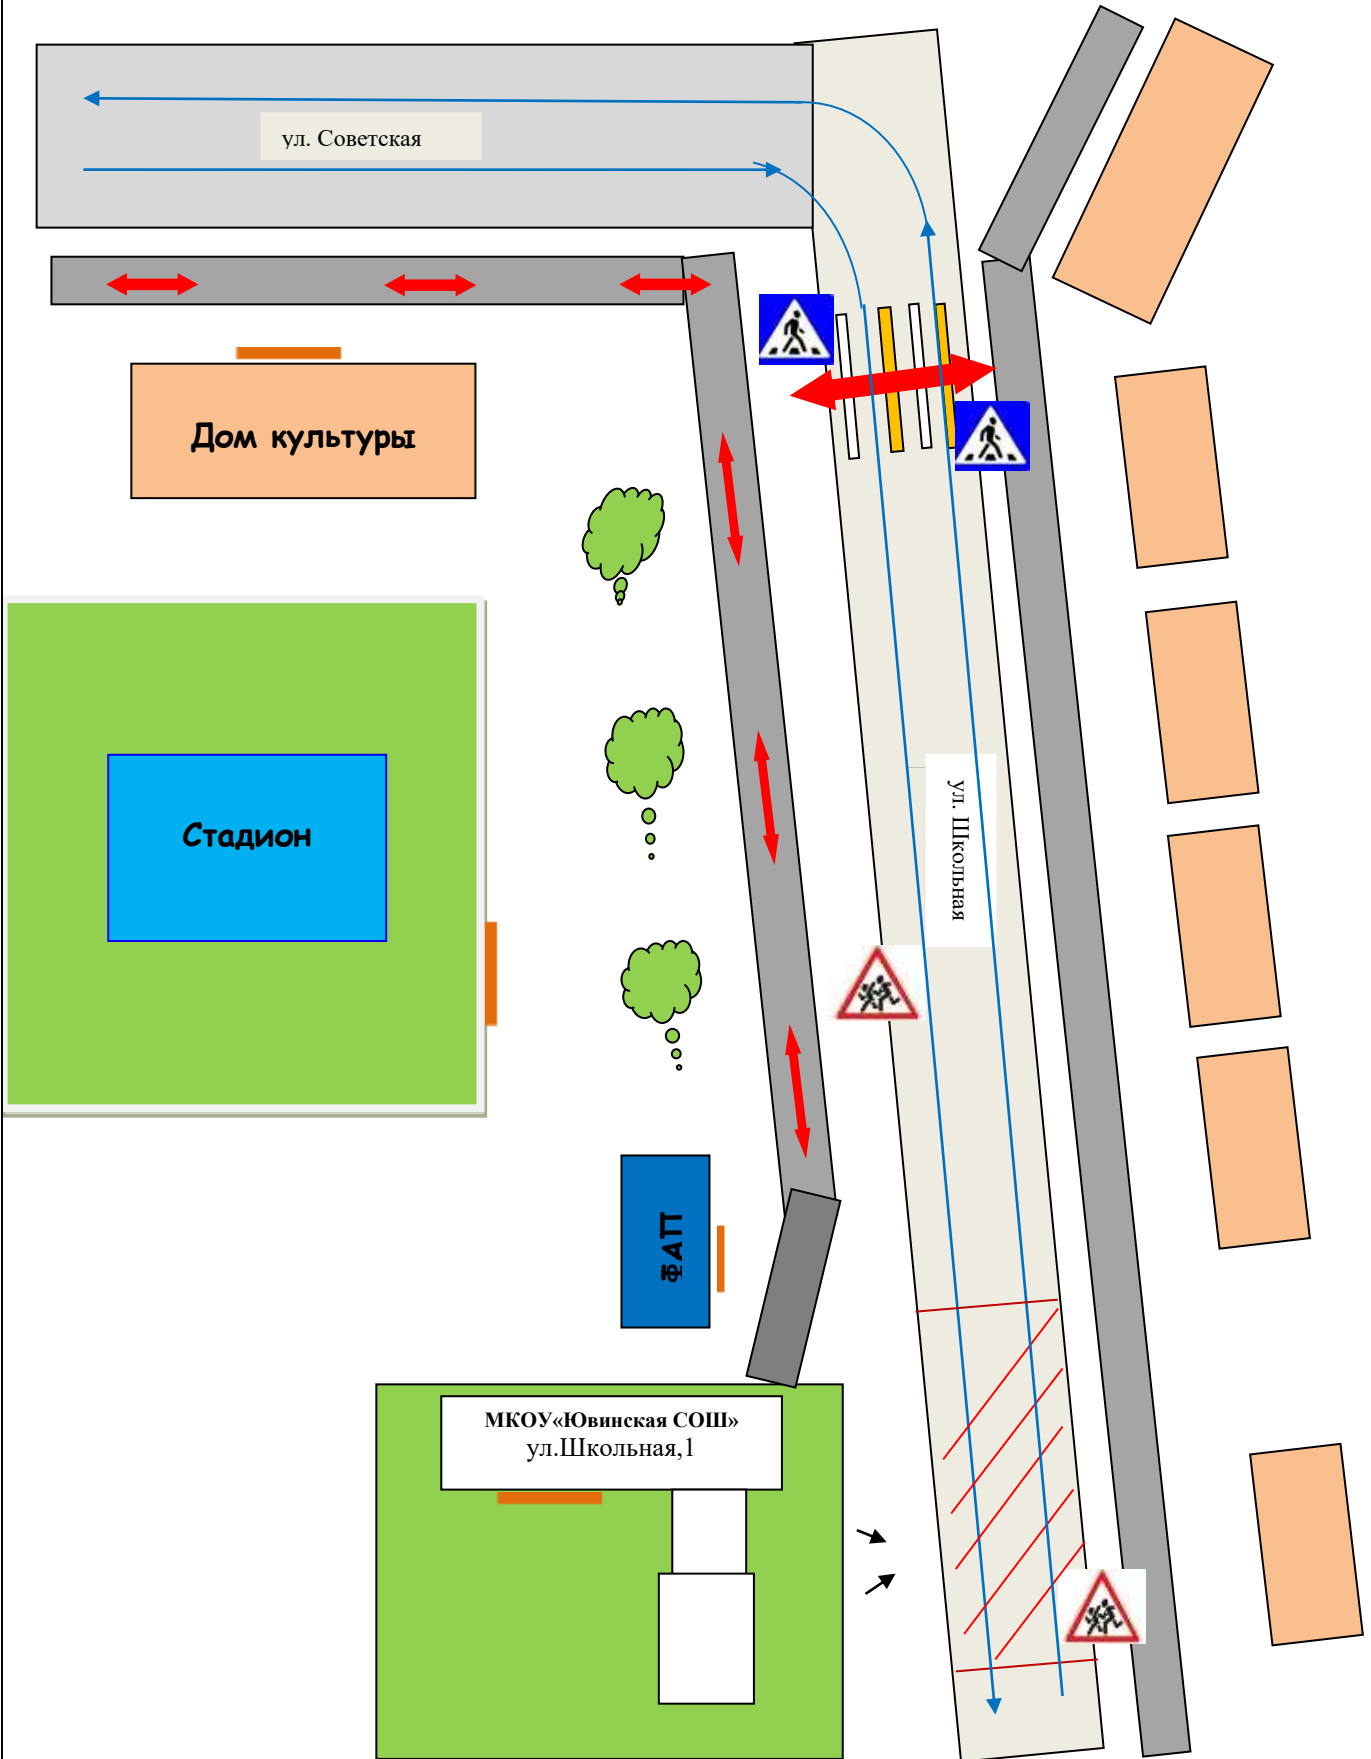 ул. Советская
Дом культуры
Стадион
ул. Школьная
ФАП
МКОУ«Ювинская СОШ»
ул.Школьная,1